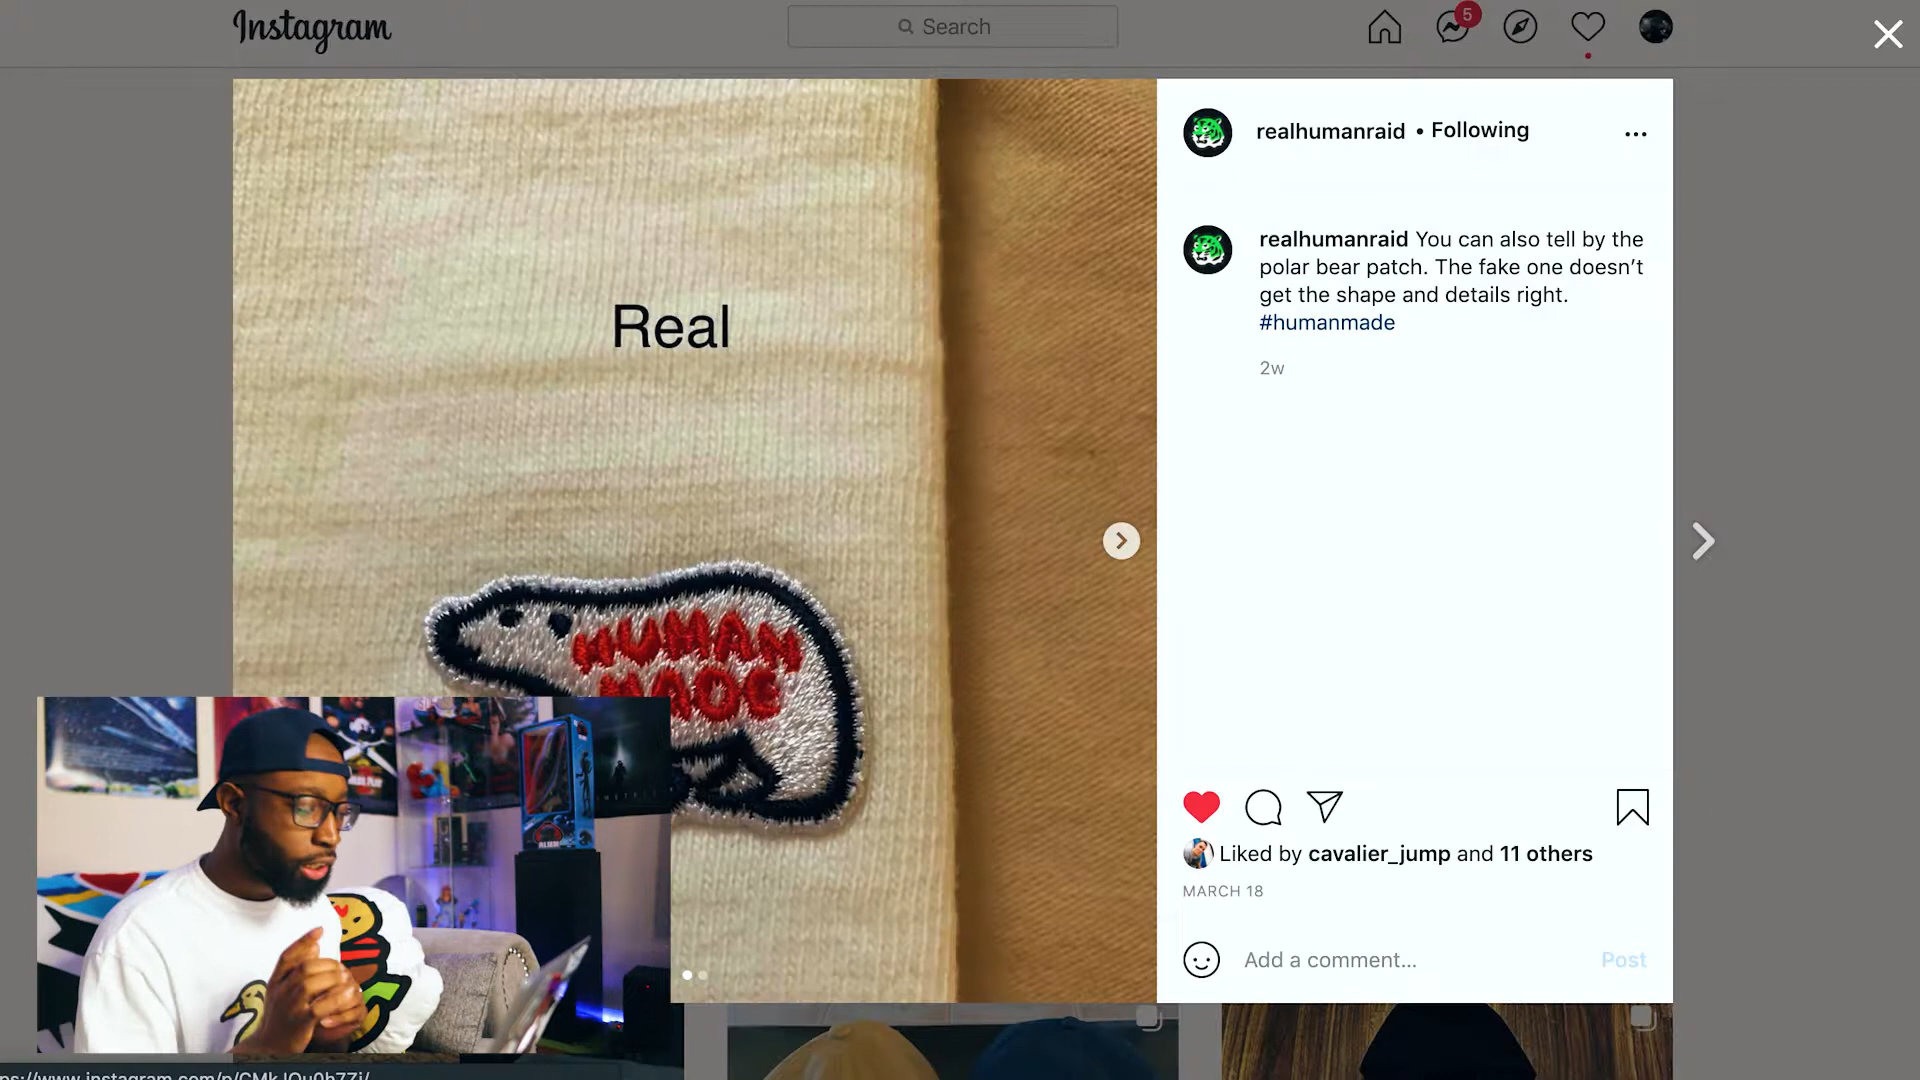 Instagram
Search
5
realhumanraid • Following
realhumanraid You can also tell by the
polar bear patch. The fake one doesn’t
get the shape and details right.
#humanmade
2w
Real
HUMAN
MADE
Liked by cavalier_jump and 11 others
MARCH 18
Add a comment...
Post
ALIEN